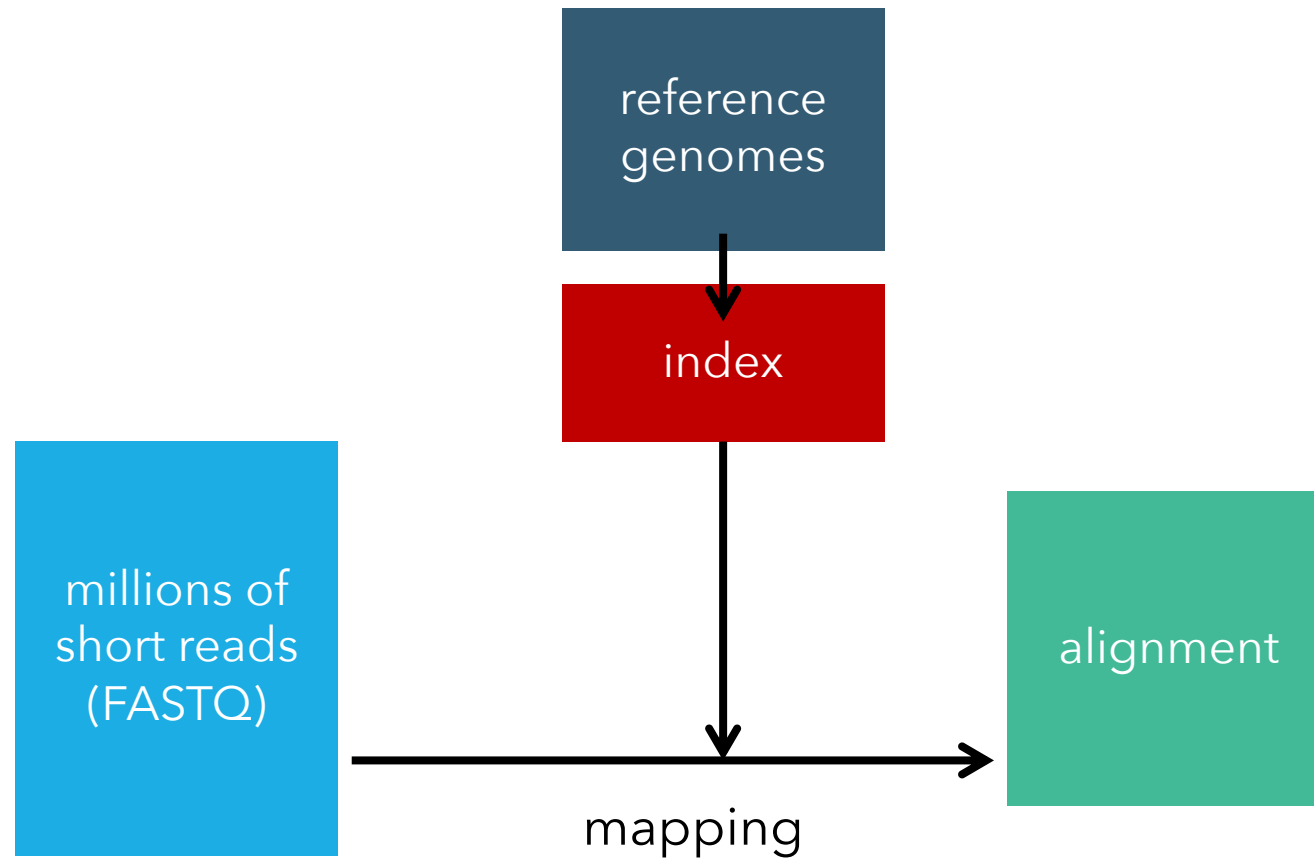 reference
genomes
index
millions of
short reads
(FASTQ)
alignment
mapping